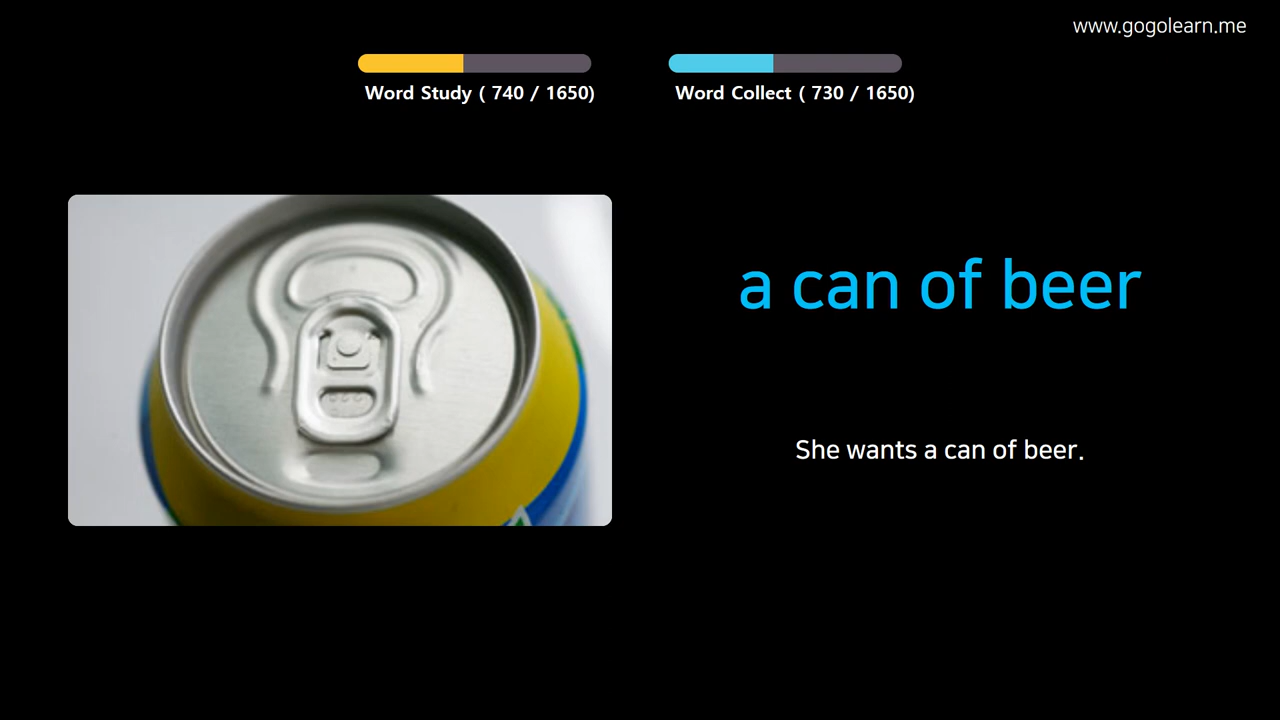 www.gogolearn.me
Word Study ( 740 / 1650)
Word Collect ( 730 / 1650)
a can of beer
She wants a can of beer.